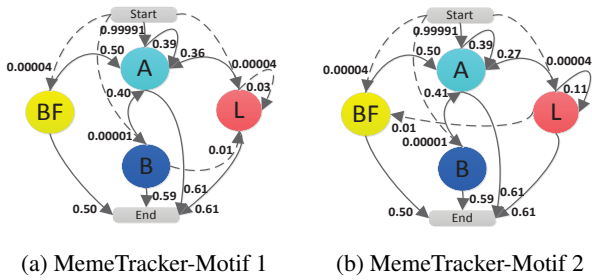 Start
0.99991
0.50
0.39
0.36
0.00004
0.00004
A
0.03
BF
0.40
L
0.00001
B
0.01
0.59
0.61
0.50
End
0.61
(a) MemeTracker-Motif 1
Start
0.99991
0.50
0.39
0.27
0.00004
0.00004
A
0.11
BF
0.41
L
0.01
0.00001
B
0.59
0.61
0.50
End
0.61
(b) MemeTracker-Motif 2